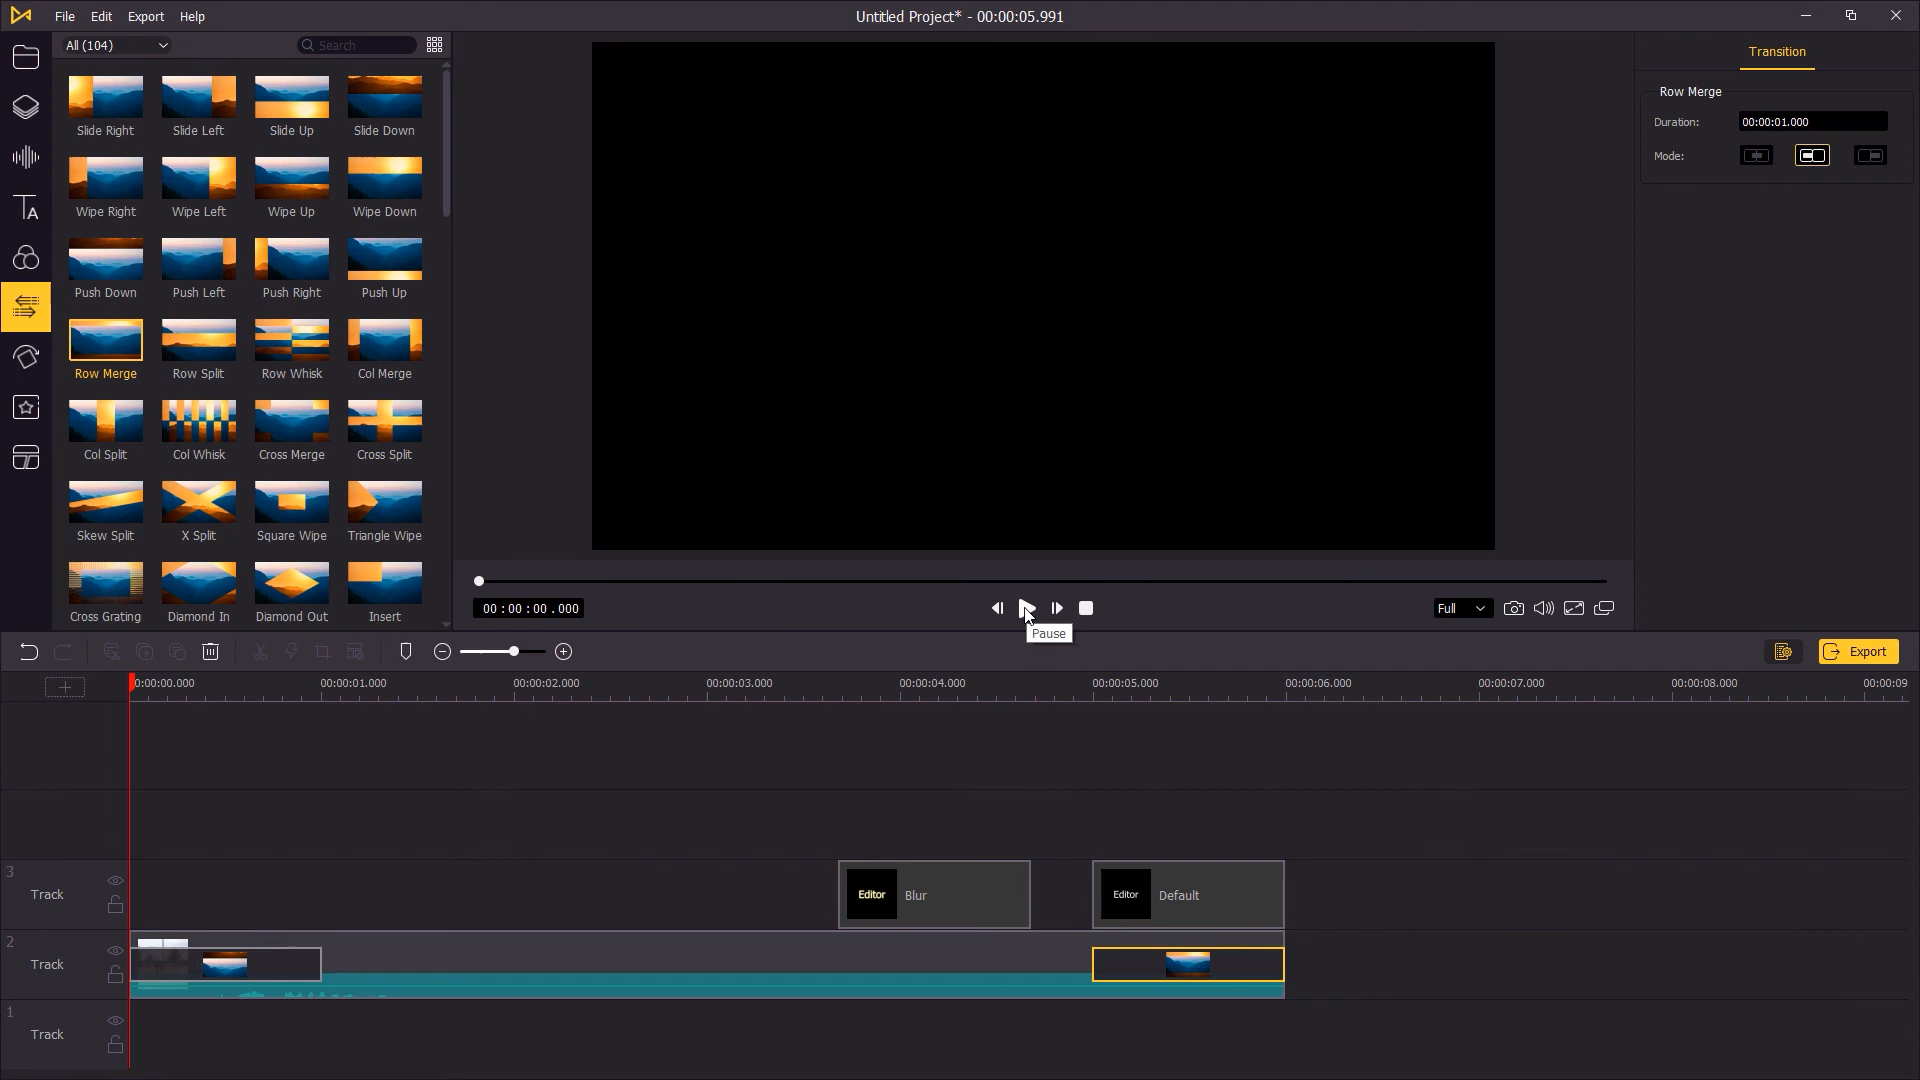 File Edit Export Help
Untitled Project* - 00:00:05.991
All (104)
Search
Transition
Slide Right Slide Left Slide Up Slide Down
Row Merge
Duration: 00:00:01.000
Mode:
Wipe Right Wipe Left Wipe Up Wipe Down
Push Down Push Left Push Right Push Up
Row Merge Row Split Row Whisk Col Merge
Col Split Col Whisk Cross Merge Cross Split
Skew Split X Split Square Wipe Triangle Wipe
Cross Grating Diamond In Diamond Out Insert
00:00:00.000
Full
Pause
Export
0:00:00.000 00:00:01.000 00:00:02.000 00:00:03.000 00:00:04.000 00:00:05.000 00:00:06.000 00:00:07.000 00:00:08.000 00:00:09
3
Track
Editor Blur
Editor Default
2
Track
1
Track